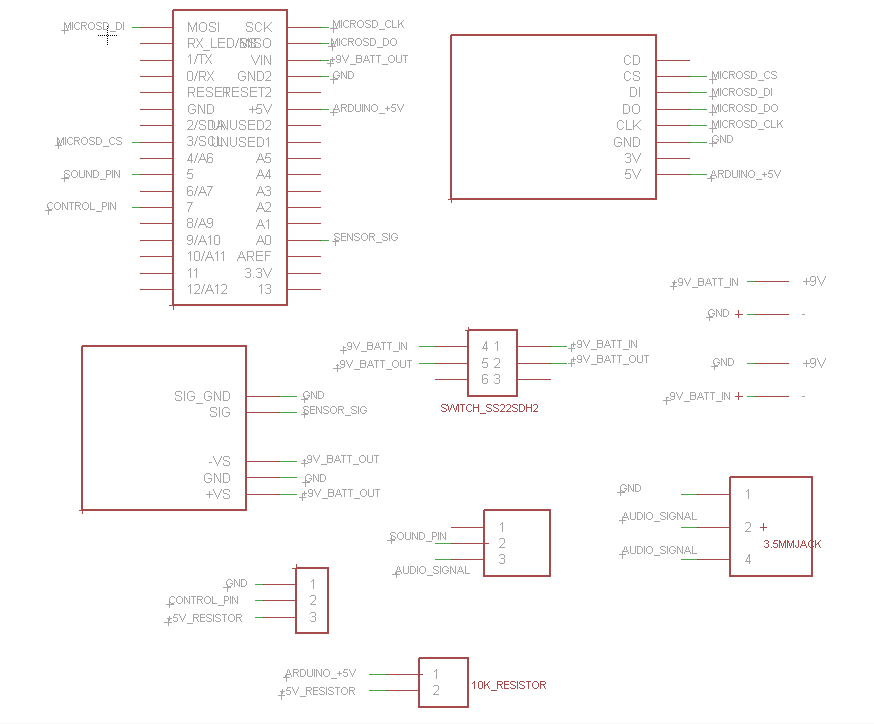 MICROSD_DI MOSI SCK MICROSD_CLK
RX_LED/SS MISO MICROSD_DO
1/TX VIN +9V_BATT_OUT
0/RX GND2 GND
RESET RESET2
GND +5V ARDUINO_+5V
2/SDA UNUSED2
MICROSD_CS 3/SCL UNUSED1
4/A6 A5
SOUND_PIN 5 A4
6/A7 A3
CONTROL_PIN 7 A2
8/A9 A1
9/A10 A0 SENSOR_SIG
10/A11 AREF
11 3.3V
12/A12 13
CD
CS MICROSD_CS
DI MICROSD_DI
DO MICROSD_DO
CLK MICROSD_CLK
GND GND
3V
5V ARDUINO_+5V
+9V_BATT_IN +9V
GND + -
GND +9V
-9V_BATT_IN + -
+9V_BATT_IN 4 1 +9V_BATT_IN
-9V_BATT_OUT 5 2 +9V_BATT_OUT
6 3
SWITCH_SS22SDH2
SIG_GND GND
SIG SENSOR_SIG
-VS -9V_BATT_OUT
GND GND
+VS +9V_BATT_OUT
GND 1
AUDIO_SIGNAL 2 +
3.5MMJACK
AUDIO_SIGNAL 4
1
SOUND_PIN 2
3
AUDIO_SIGNAL
GND 1
CONTROL_PIN 2
+5V_RESISTOR 3
ARDUINO_+5V 1
+5V_RESISTOR 2
10K_RESISTOR